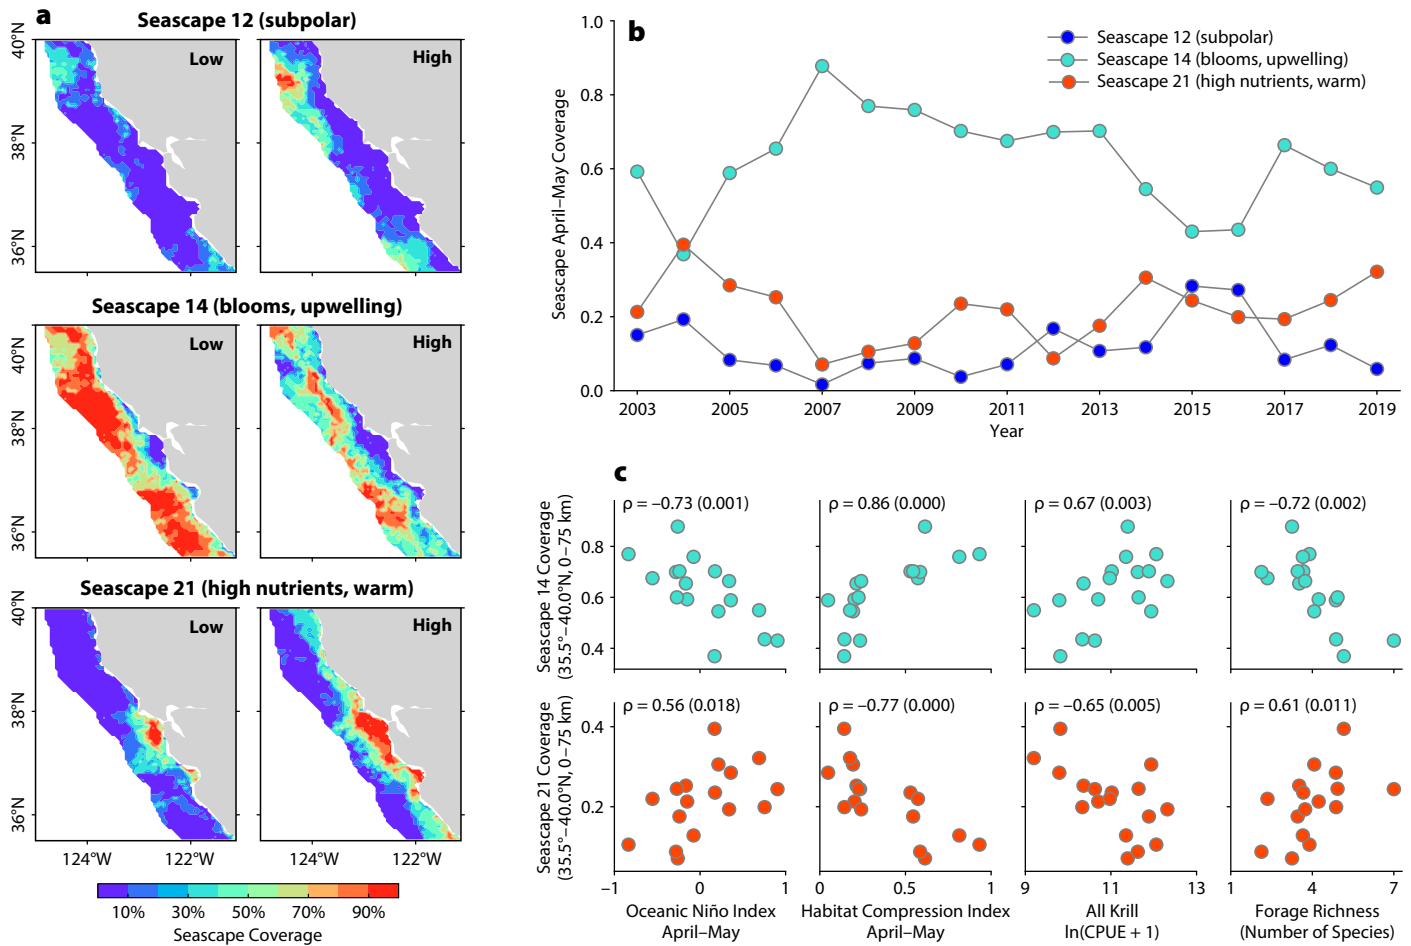 a
Seascape 12 (subpolar)
Low
High
40°N
38°N
36°N
Seascape 14 (blooms, upwelling)
Low
High
40°N
38°N
36°N
Seascape 21 (high nutrients, warm)
Low
High
40°N
38°N
36°N
124°W 122°W 124°W 122°W
10% 30% 50% 70% 90%
Seascape Coverage
b
Seascape 12 (subpolar)
Seascape 14 (blooms, upwelling)
Seascape 21 (high nutrients, warm)
Seascape April–May Coverage
1.0
0.8
0.6
0.4
0.2
0.0
2003 2005 2007 2009 2011 2013 2015 2017 2019
Year
c
Seascape 14 Coverage
(35.5°–40.0°N, 0–75 km)
0.8
0.6
0.4
ρ = −0.73 (0.001)
ρ = 0.86 (0.000)
ρ = 0.67 (0.003)
ρ = −0.72 (0.002)
Seascape 21 Coverage
(35.5°–40.0°N, 0–75 km)
0.4
0.2
ρ = 0.56 (0.018)
ρ = −0.77 (0.000)
ρ = −0.65 (0.005)
ρ = 0.61 (0.011)
−1 0 1
Oceanic Niño Index
April–May
0 0.5 1
Habitat Compression Index
April–May
9 11 13
All Krill
ln(CPUE + 1)
1 4 7
Forage Richness
(Number of Species)